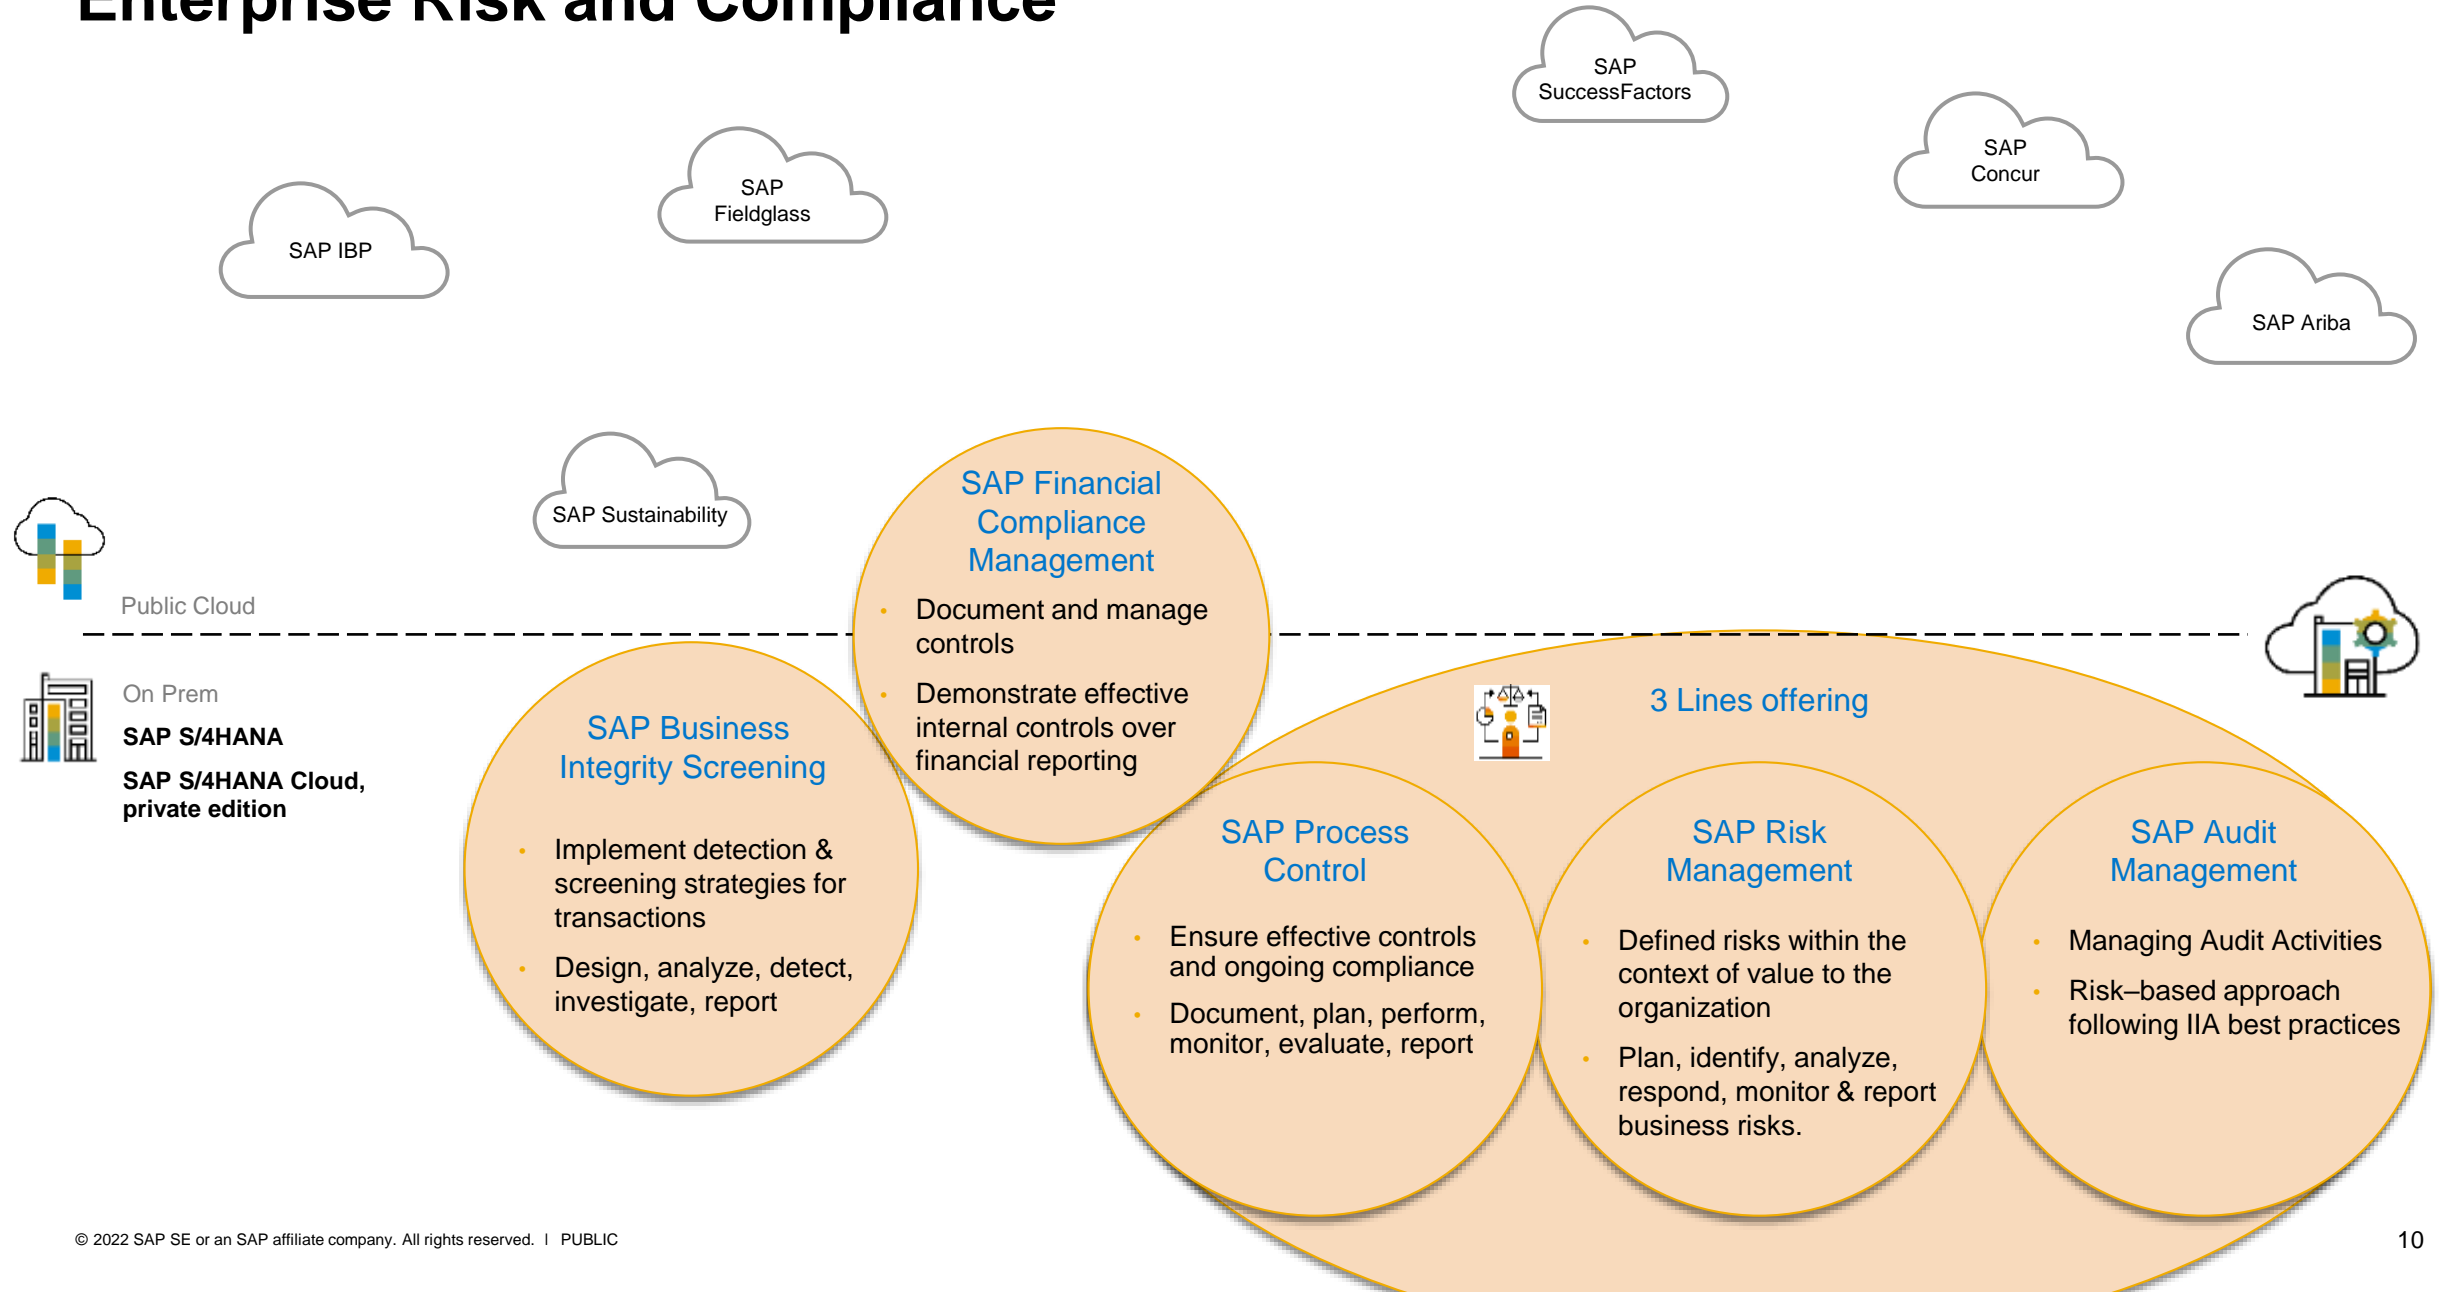 Enterprise Risk and Compliance
SAP
SuccessFactors
SAP
Concur
SAP
Fieldglass
SAP IBP
SAP Ariba
SAP Sustainability
SAP Financial
Compliance
Management
• Document and manage
controls
• Demonstrate effective
internal controls over
financial reporting
Public Cloud
On Prem
SAP S/4HANA
SAP S/4HANA Cloud,
private edition
SAP Business
Integrity Screening
• Implement detection &
screening strategies for
transactions
• Design, analyze, detect,
investigate, report
3 Lines offering
SAP Process
Control
• Ensure effective controls
and ongoing compliance
• Document, plan, perform,
monitor, evaluate, report
SAP Risk
Management
• Defined risks within the
context of value to the
organization
• Plan, identify, analyze,
respond, monitor & report
business risks.
SAP Audit
Management
• Managing Audit Activities
• Risk–based approach
following IIA best practices
© 2022 SAP SE or an SAP affiliate company. All rights reserved. | PUBLIC
10